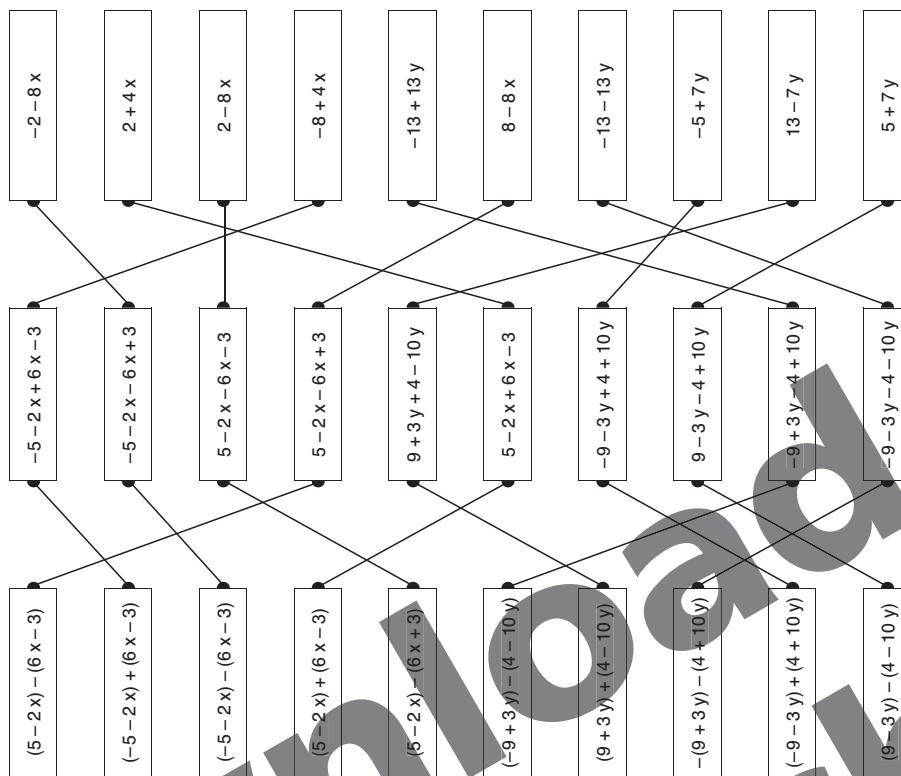 (5 – 2 x) – (6 x – 3) –5 – 2 x + 6 x – 3 –2 – 8 x
(–5 – 2 x) + (6 x – 3) –5 – 2 x – 6 x + 3 2 + 4 x
(–5 – 2 x) – (6 x – 3) 5 – 2 x – 6 x – 3 2 – 8 x
(5 – 2 x) + (6 x – 3) 5 – 2 x – 6 x + 3 –8 + 4 x
(5 – 2 x) – (6 x + 3) 9 + 3 y + 4 – 10 y –13 + 13 y
(–9 + 3 y) – (4 – 10 y) 5 – 2 x + 6 x – 3 8 – 8 x
(9 + 3 y) + (4 – 10 y) –9 – 3 y + 4 + 10 y –13 – 13 y
–(9 + 3 y) – (4 + 10 y) 9 – 3 y – 4 + 10 y –5 + 7 y
(–9 – 3 y) + (4 + 10 y) –9 + 3 y – 4 + 10 y 13 – 7 y
(9 – 3 y) – (4 – 10 y) –9 – 3 y – 4 – 10 y 5 + 7 y
nload